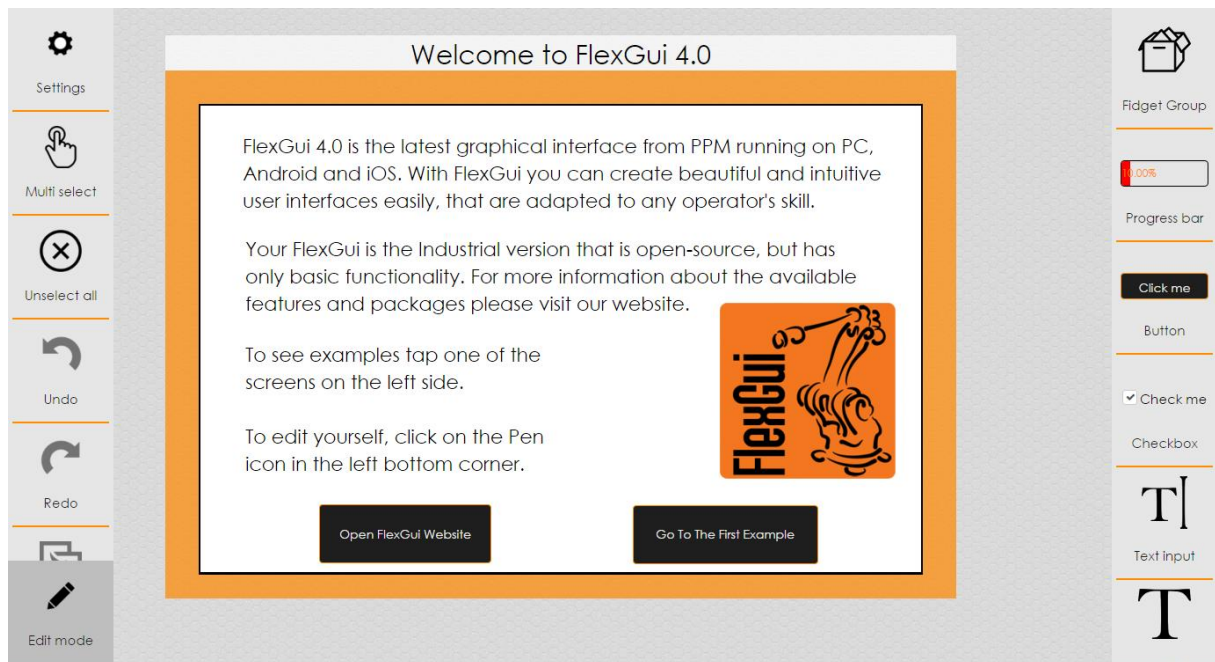 Settings
Multi select
Unselect all
Undo
Redo
Edit mode
Welcome to FlexGui 4.0
FlexGui 4.0 is the latest graphical interface from PPM running on PC,
Android and iOS. With FlexGui you can create beautiful and intuitive
user interfaces easily, that are adapted to any operator's skill.
Your FlexGui is the Industrial version that is open-source, but has
only basic functionality. For more information about the available
features and packages please visit our website.
To see examples tap one of the
screens on the left side.
To edit yourself, click on the Pen
icon in the left bottom corner.
FlexGui
Open FlexGui Website
Go To The First Example
Fidget Group
10.00%
Progress bar
Click me
Button
Check me
Checkbox
T
Text input
T